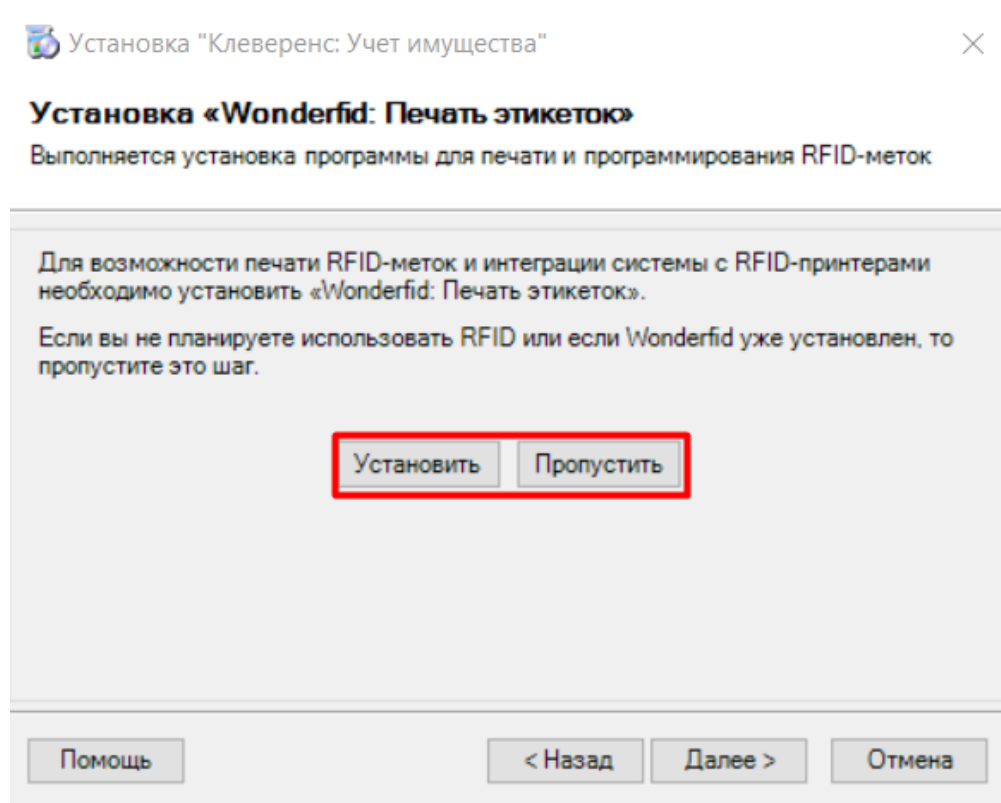 Установка "Клеверенс: Учет имущества"
Установка «Wonderfid: Печать этикеток»
Выполняется установка программы для печати и программирования RFID-меток
Для возможности печати RFID-меток и интеграции системы с RFID-принтерами
необходимо установить «Wonderfid: Печать этикеток».
Если вы не планируете использовать RFID или если Wonderfid уже установлен, то
пропустите это шаг.
Установить Пропустить
Помощь < Назад Далее > Отмена